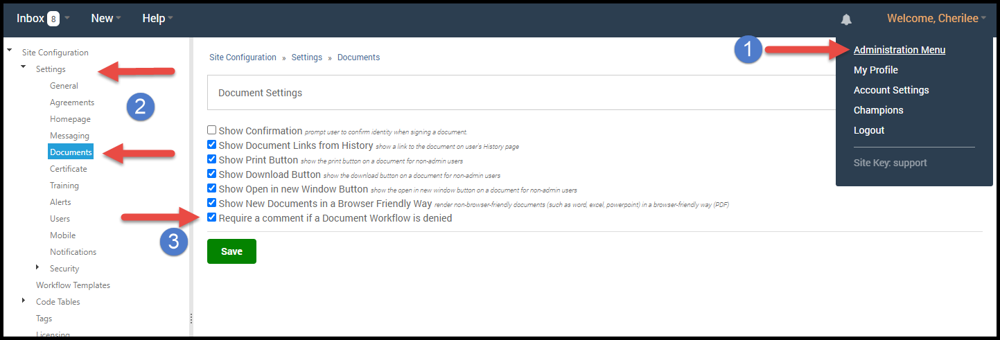 Inbox 8 New Help Welcome, Cherilee
1 Administration Menu
My Profile
Account Settings
Champions
Logout
Site Key: support
Site Configuration
Settings
General
Agreements
2
Homepage
Messaging
Documents
Certificate
Training
Alerts
Users
Mobile
Notifications
Security
Workflow Templates
Code Tables
Tags
Licensing
Site Configuration » Settings » Documents
Document Settings
Show Confirmation prompt user to confirm identity when signing a document.
Show Document Links from History show a link to the document on user's History page
Show Print Button show the print button on a document for non-admin users
Show Download Button show the download button on a document for non-admin users
Show Open in new Window Button show the open in new window button on a document for non-admin users
Show New Documents in a Browser Friendly Way render non-browser-friendly documents (such as word, excel, powerpoint) in a browser-friendly way (PDF)
Require a comment if a Document Workflow is denied
3
Save